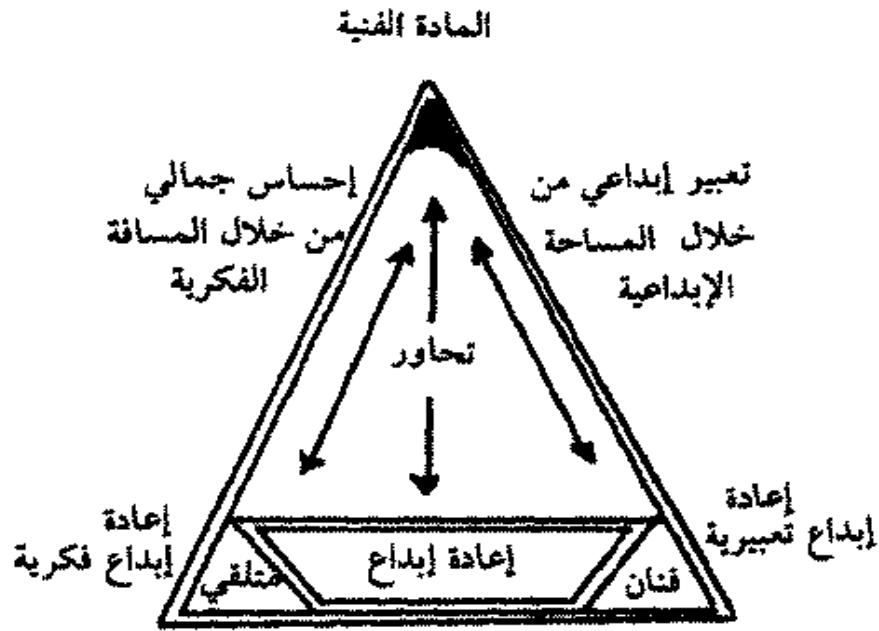 المادة الفنية
تعبير إبداعي من
خلال المساحة
الإبداعية
إحساس جمالي
من خلال المسافة
الفكرية
تحاور
إعادة
إبداع تعبيرية
إعادة
إبداع فكرية
فنان
إعادة إبداع
متلقي